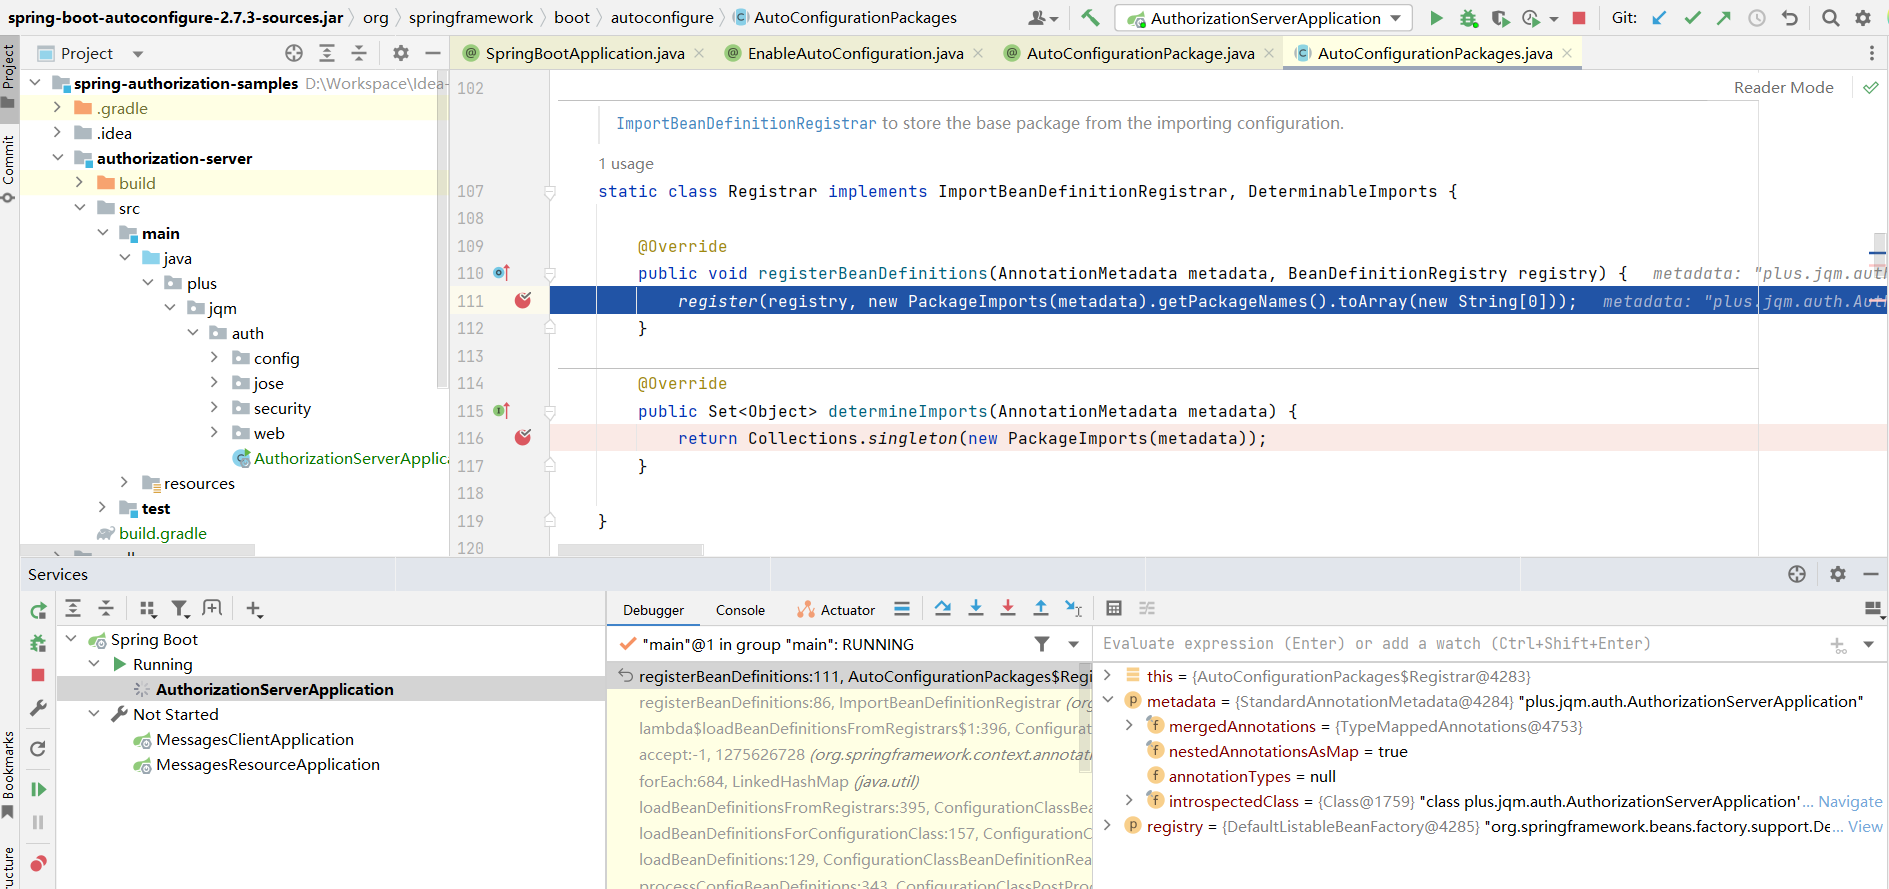 spring-boot-autoconfigure-2.7.3-sources.jar 〉 org 〉 springframework 〉 boot 〉 autoconfigure 〉 AutoConfigurationPackages
AuthorizationServerApplication
Git:
Project
SpringBootApplication.java
EnableAutoConfiguration.java
AutoConfigurationPackage.java
AutoConfigurationPackages.java
Project
Commit
Bookmarks
spring-authorization-samples D:\Workspace\Idea-
.gradle
.idea
authorization-server
build
src
main
java
plus
jqm
auth
config
jose
security
web
AuthorizationServerApplic
resources
test
build.gradle
Reader Mode
102
ImportBeanDefinitionRegistrar to store the base package from the importing configuration.
1 usage
107 static class Registrar implements ImportBeanDefinitionRegistrar, DeterminableImports {
108
109 @Override
110 public void registerBeanDefinitions(AnnotationMetadata metadata, BeanDefinitionRegistry registry) { metadata: "plus.jqm.auth
111 register(registry, new PackageImports(metadata).getPackageNames().toArray(new String[0])); metadata: "plus.jqm.auth.Auth
112 }
113
114 @Override
115 public Set<Object> determineImports(AnnotationMetadata metadata) {
116 return Collections.singleton(new PackageImports(metadata));
117 }
118
119 }
120
Services
Spring Boot
Running
AuthorizationServerApplication
Not Started
MessagesClientApplication
MessagesResourceApplication
Debugger
Console
Actuator
"main"@1 in group "main": RUNNING
registerBeanDefinitions:111, AutoConfigurationPackages$Regi
registerBeanDefinitions:86, ImportBeanDefinitionRegistrar (org
lambda$loadBeanDefinitionsFromRegistrars$1:396, Configurat
accept:-1, 1275626728 (org.springframework.context.annotati
forEach:684, LinkedHashMap (java.util)
loadBeanDefinitionsFromRegistrars:395, ConfigurationClassBea
loadBeanDefinitionsForConfigurationClass:157, ConfigurationC
loadBeanDefinitions:129, ConfigurationClassBeanDefinitionRea
processConfigBeanDefinitions:343, ConfigurationClassPostProc
Evaluate expression (Enter) or add a watch (Ctrl+Shift+Enter)
this = {AutoConfigurationPackages$Registrar@4283}
metadata = {StandardAnnotationMetadata@4284} "plus.jqm.auth.AuthorizationServerApplication"
mergedAnnotations = {TypeMappedAnnotations@4753}
nestedAnnotationsAsMap = true
annotationTypes = null
introspectedClass = {Class@1759} "class plus.jqm.auth.AuthorizationServerApplication"... Navigate
registry = {DefaultListableBeanFactory@4285} "org.springframework.beans.factory.support.De... View